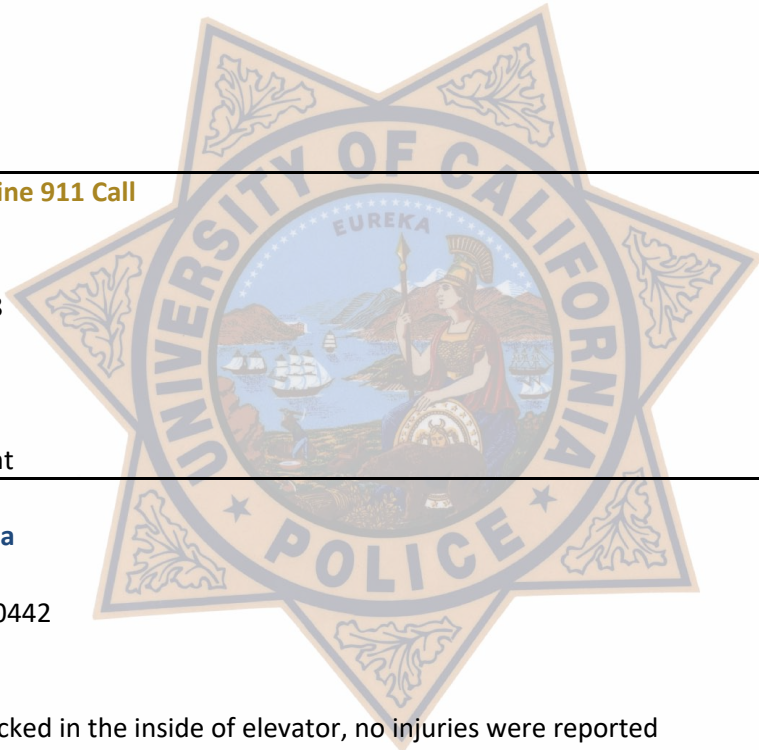 ine 911 Call
UNIVERSITY OF CALIFORNIA
EUREKA
3
nt
a
POLICE
0442
cked in the inside of elevator, no injuries were reported